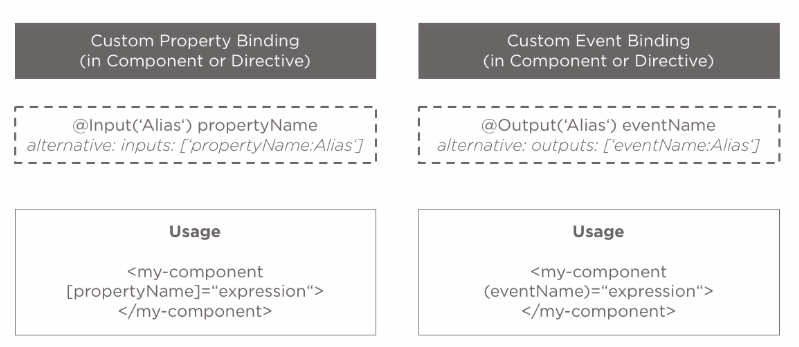 Custom Property Binding
(in Component or Directive)
@Input(‘Alias‘) propertyName
alternative: inputs: [‘propertyName:Alias‘]
Usage
<my-component
[propertyName]=“expression“>
</my-component>
Custom Event Binding
(in Component or Directive)
@Output(‘Alias‘) eventName
alternative: outputs: [‘eventName:Alias‘]
Usage
<my-component
(eventName)=“expression“>
</my-component>